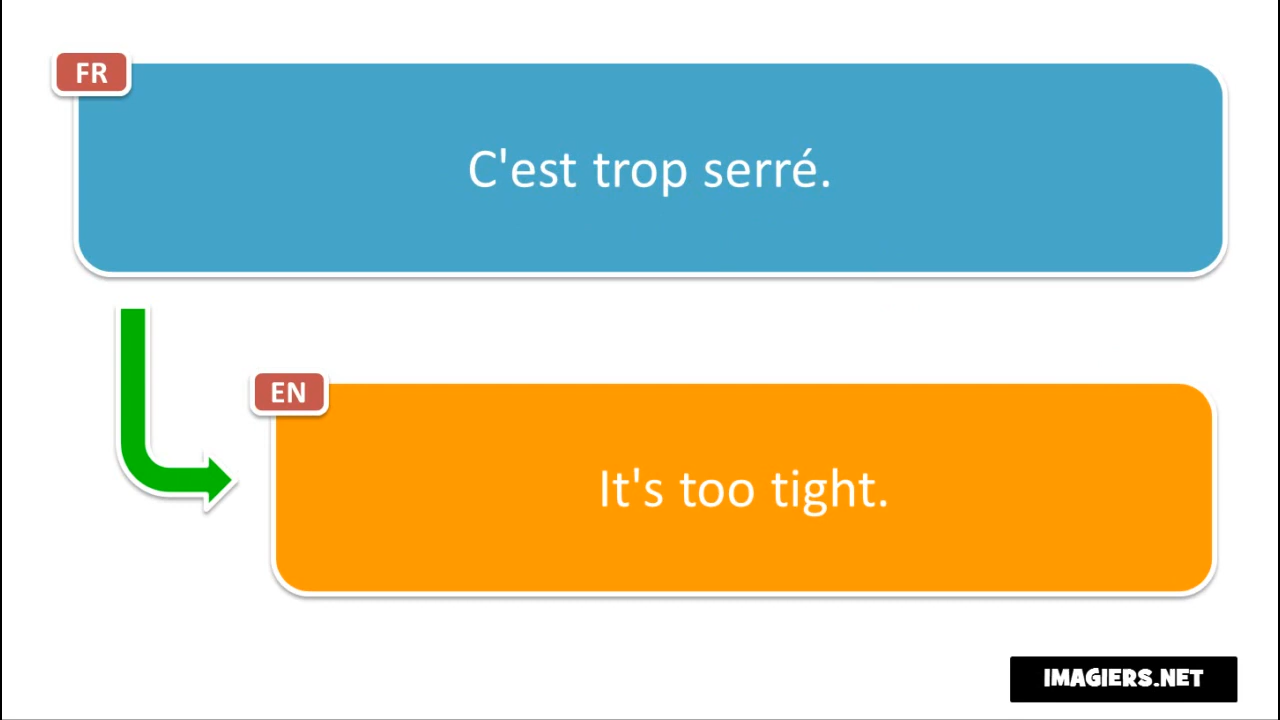 FR
C'est trop serré.
EN
It's too tight.
IMAGIERS.NET